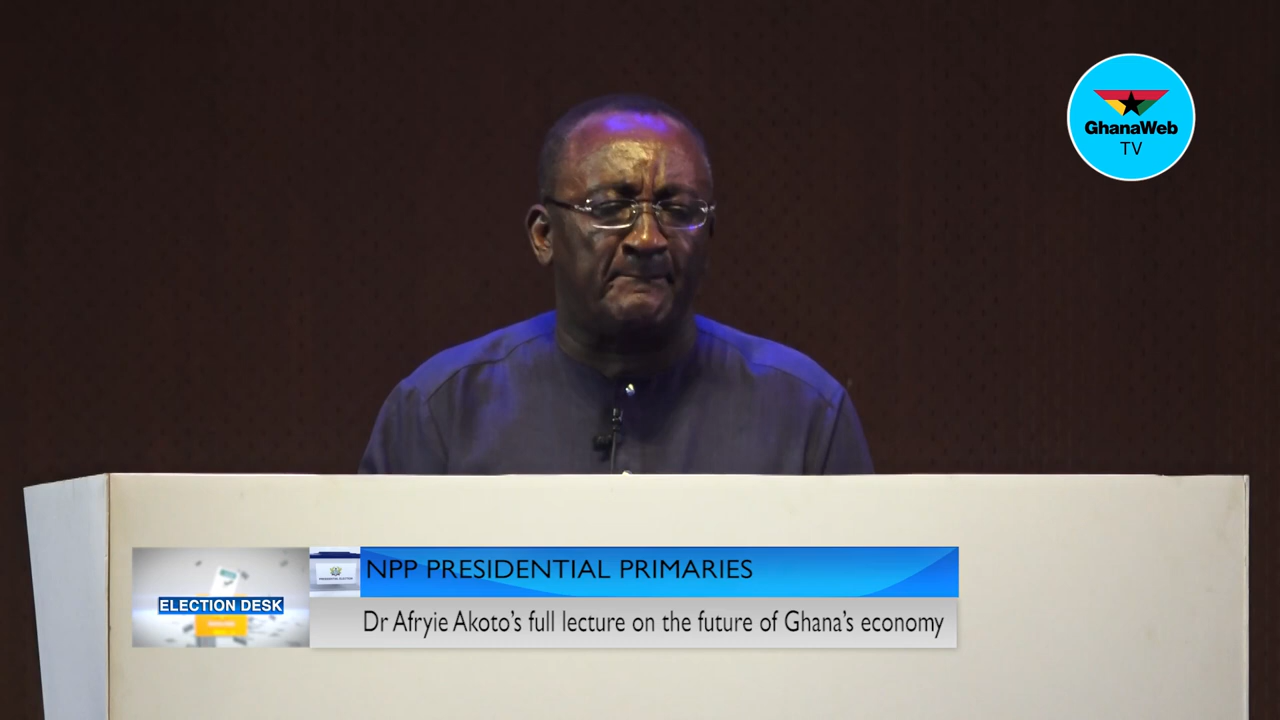 GhanaWeb
TV
NPP PRESIDENTIAL PRIMARIES
ELECTION DESK
Dr Afryie Akoto's full lecture on the future of Ghana's economy